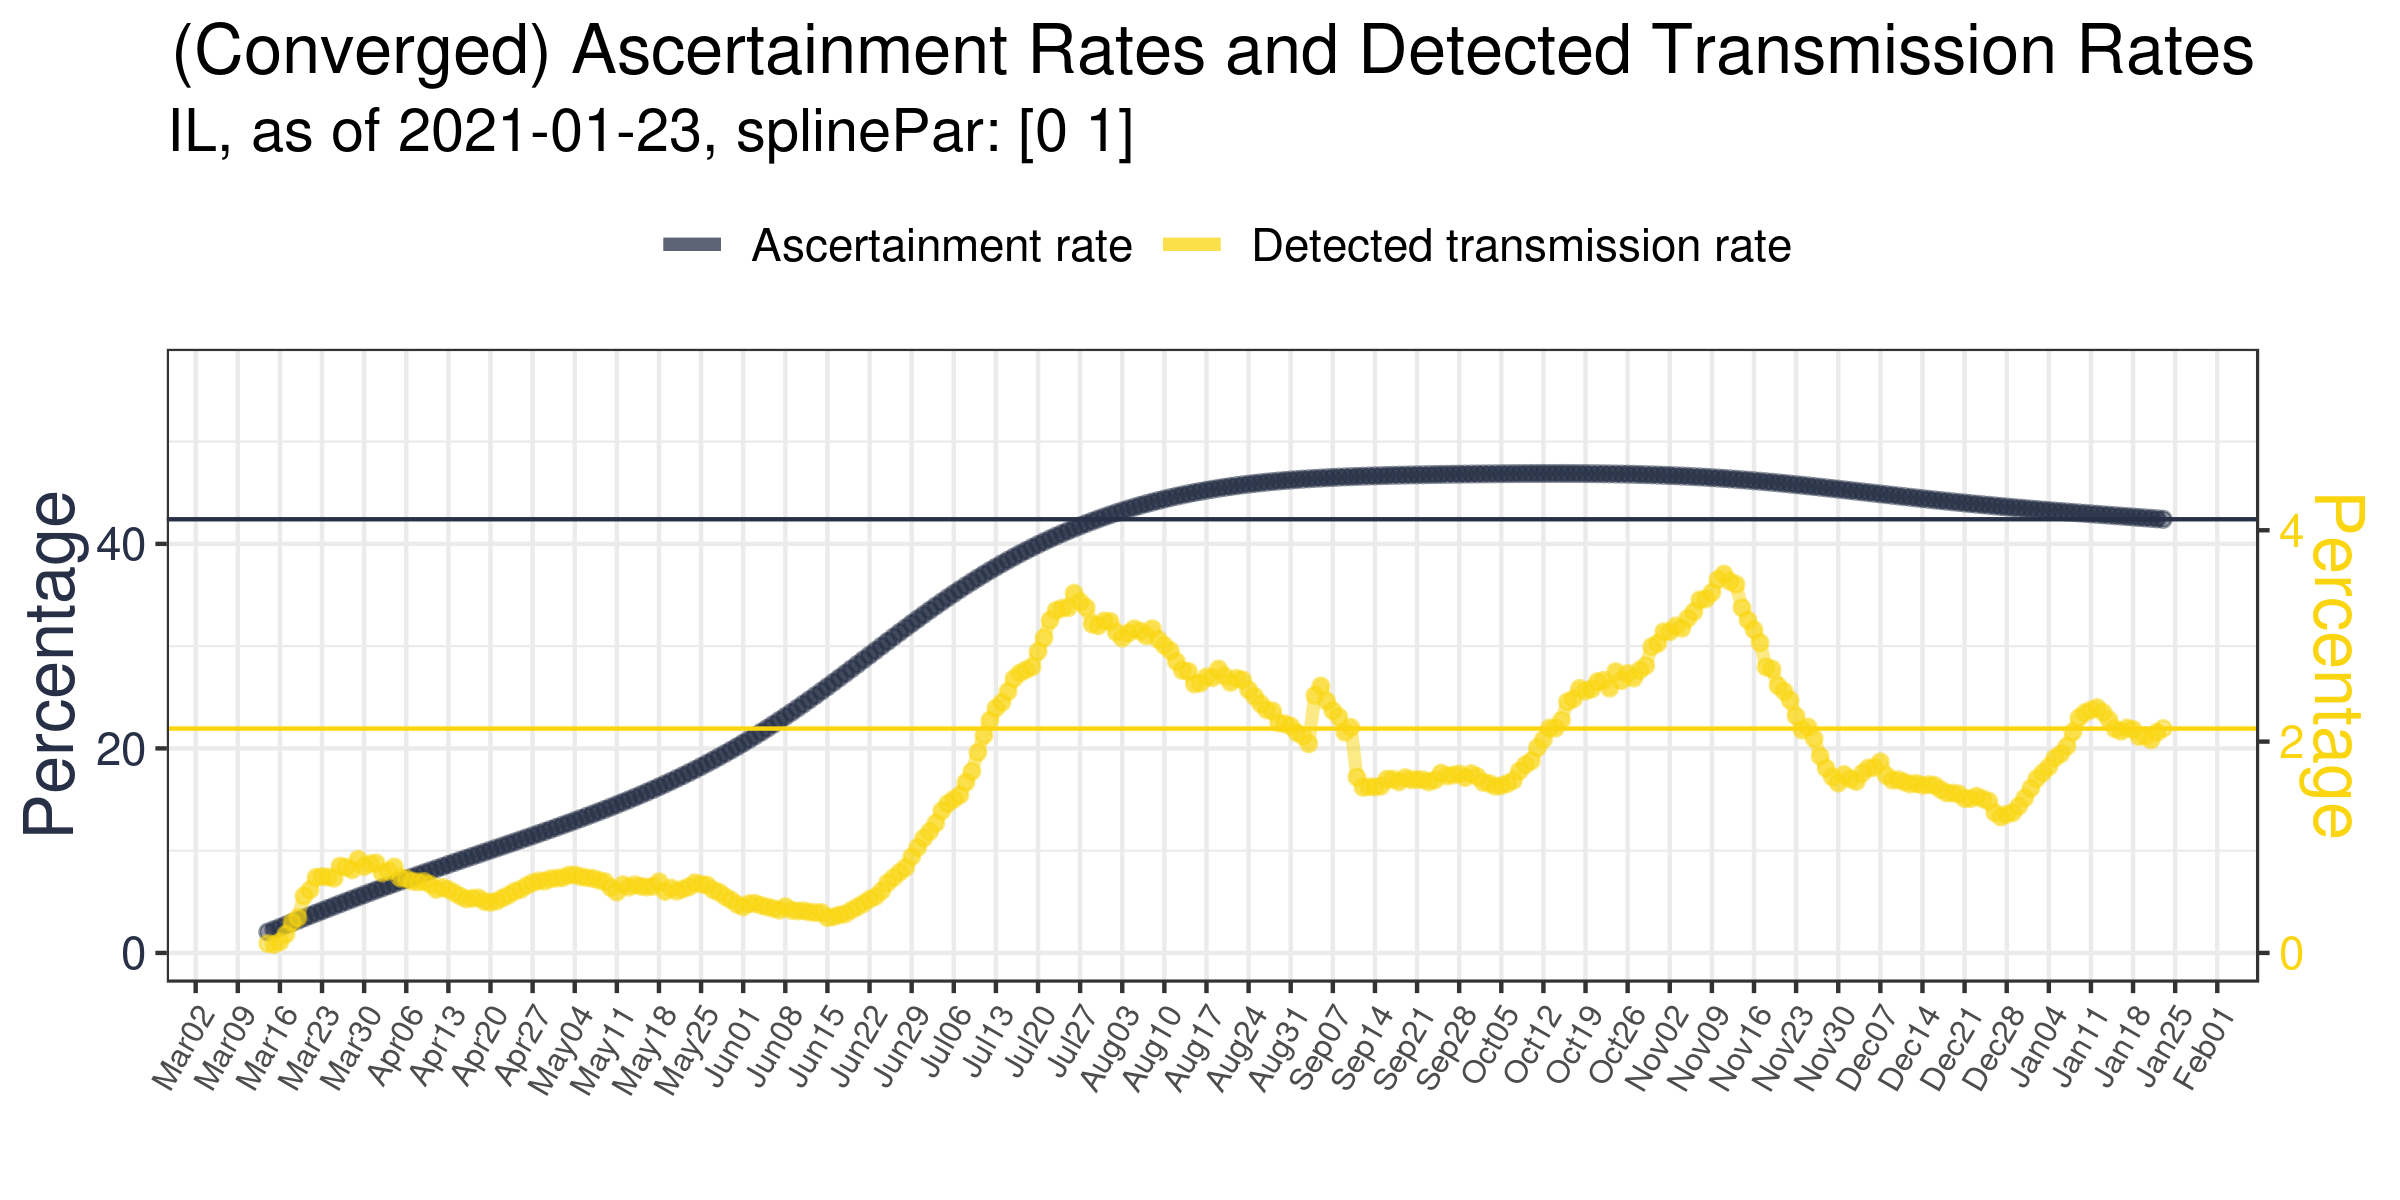 (Converged) Ascertainment Rates and Detected Transmission Rates
IL, as of 2021-01-23, splinePar: [0 1]
Ascertainment rate Detected transmission rate
Percentage
40
20
0
4
2
0
Percentage
Mar02 Mar09 Mar16 Mar23 Mar30 Apr06 Apr13 Apr20 Apr27 May04 May11 May18 May25 Jun01 Jun08 Jun15 Jun22 Jun29 Jul06 Jul13 Jul20 Jul27 Aug03 Aug10 Aug17 Aug24 Aug31 Sep07 Sep14 Sep21 Sep28 Oct05 Oct12 Oct19 Oct26 Nov02 Nov09 Nov16 Nov23 Nov30 Dec07 Dec14 Dec21 Dec28 Jan04 Jan11 Jan18 Jan25 Feb01